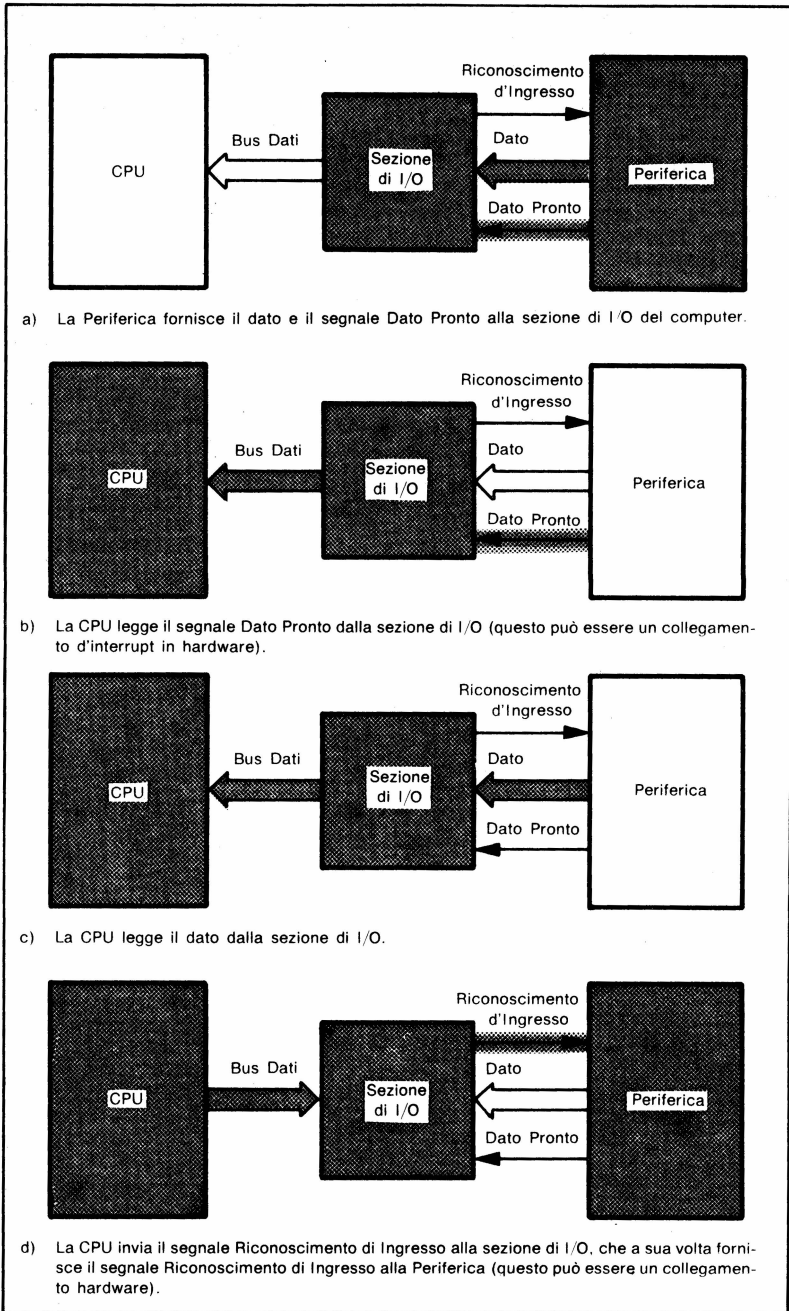 Riconoscimento
d'Ingresso
Bus Dati
Dato
CPU
Sezione
di I/O
Periferica
Dato Pronto
a) La Periferica fornisce il dato e il segnale Dato Pronto alla sezione di I/O del computer.
Riconoscimento
d'Ingresso
Bus Dati
Dato
CPU
Sezione
di I/O
Periferica
Dato Pronto
b) La CPU legge il segnale Dato Pronto dalla sezione di I/O (questo può essere un collegamen-
to d'interrupt in hardware).
Riconoscimento
d'Ingresso
Bus Dati
Dato
CPU
Sezione
di I/O
Periferica
Dato Pronto
c) La CPU legge il dato dalla sezione di I/O.
Riconoscimento
d'Ingresso
Bus Dati
Dato
CPU
Sezione
di I/O
Periferica
Dato Pronto
d) La CPU invia il segnale Riconoscimento di Ingresso alla sezione di I/O, che a sua volta forni-
sce il segnale Riconoscimento di Ingresso alla Periferica (questo può essere un collegamen-
to hardware).